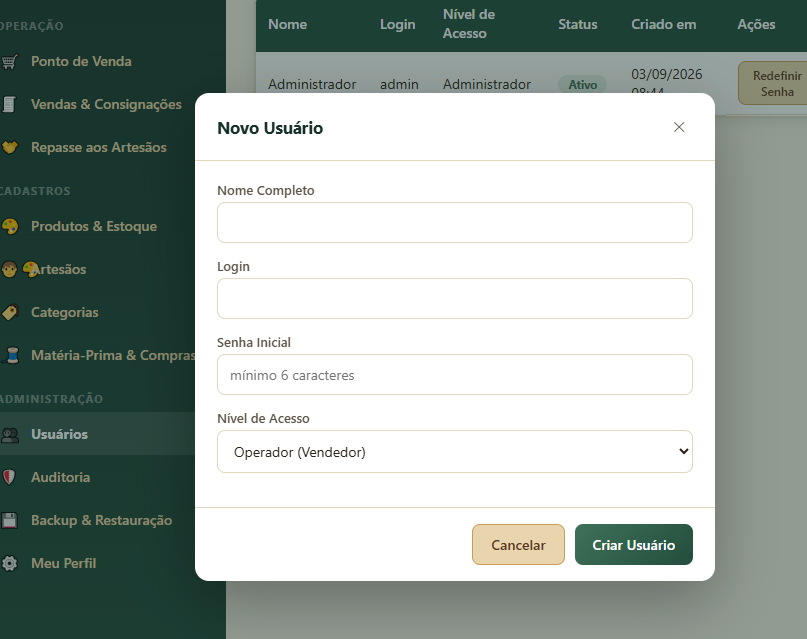 OPERAÇÃO
Ponto de Venda
Vendas & Consignações
Repasse aos Artesãos
CADASTROS
Produtos & Estoque
Artesãos
Categorias
Matéria-Prima & Compras
ADMINISTRAÇÃO
Usuários
Auditoria
Backup & Restauração
Meu Perfil
Nome
Login
Nível de
Acesso
Status
Criado em
Ações
Administrador
admin
Administrador
Ativo
03/09/2026
08:44
Redefinir
Senha
Novo Usuário
Nome Completo
Login
Senha Inicial
mínimo 6 caracteres
Nível de Acesso
Operador (Vendedor)
Cancelar
Criar Usuário